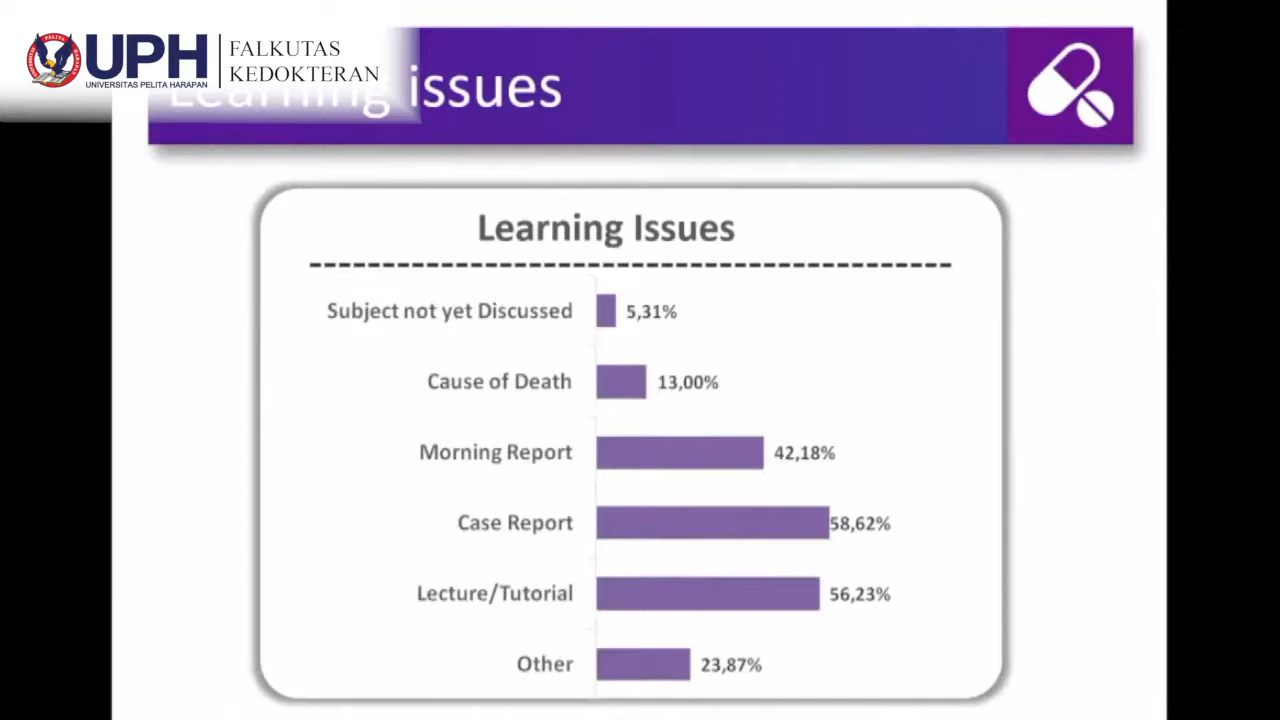 UPH
UNIVERSITAS PELITA HARAPAN
FALKUTAS
KEDOKTERAN
Learning issues
Learning Issues
Subject not yet Discussed 5,31%
Cause of Death 13,00%
Morning Report 42,18%
Case Report 58,62%
Lecture/Tutorial 56,23%
Other 23,87%